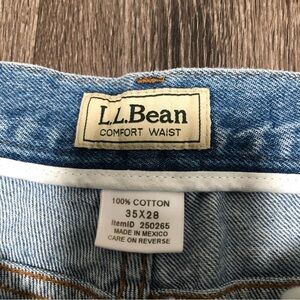 L.L.Bean
COMFORT WAIST
100% COTTON
35X28
ItemID 250265
MADE IN MEXICO
CARE ON REVERSE